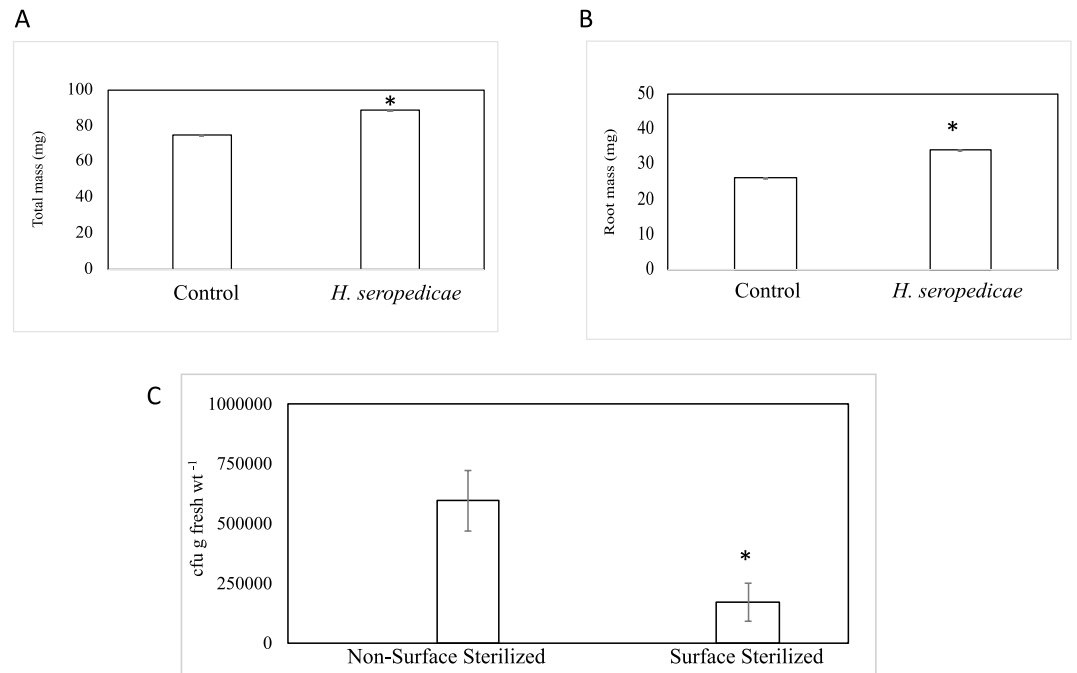 A
Total mass (mg)
100
80
60
40
20
0
*
Control
H. seropedicae
B
Root mass (mg)
50
40
30
20
10
0
*
Control
H. seropedicae
C
cfu g fresh wt -1
1000000
750000
500000
250000
0
*
Non-Surface Sterilized
Surface Sterilized